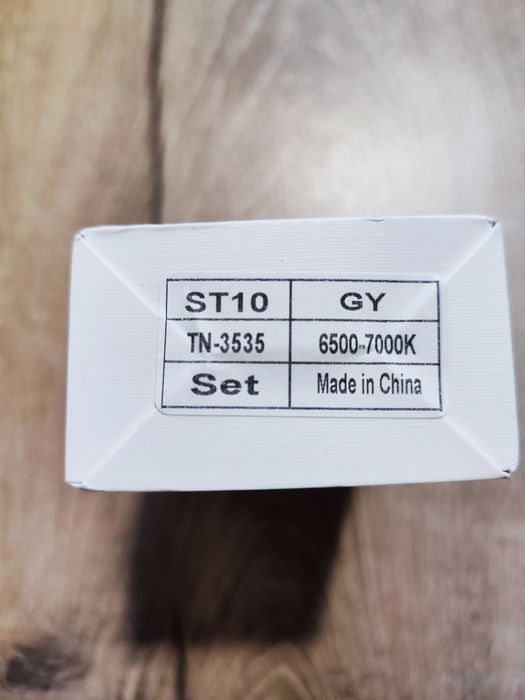 ST10 GY
TN-3535 6500-7000K
Set Made in China